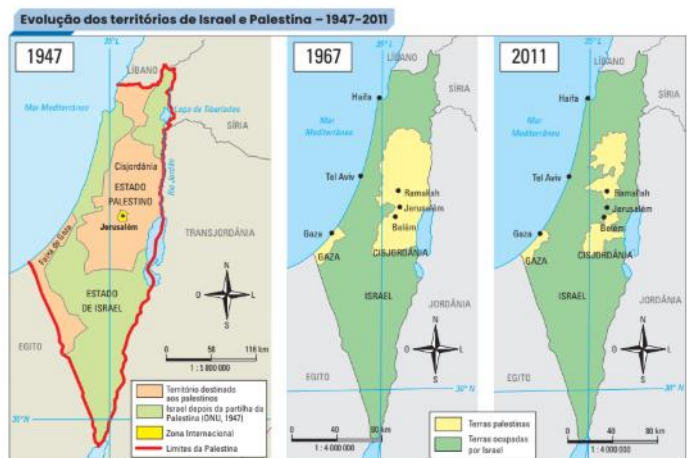 Evolução dos territórios de Israel e Palestina – 1947-2011
1947
35° L
LÍBANO
Mar Mediterrâneo
Lago de Tiberíades
SÍRIA
Cisjordânia
ESTADO
PALESTINO
Rio Jordão
Jerusalém
Faixa de Gaza
TRANSJORDÂNIA
ESTADO
DE ISRAEL
EGITO
N
O
L
S
0
58
116 km
1 : 5 800 000
30° N
Território destinado
aos palestinos
Israel depois da partilha da
Palestina (ONU, 1947)
Zona Internacional
Limites da Palestina
1967
35° L
LÍBANO
Haifa
SÍRIA
Mar
Mediterrâneo
Tel Aviv
Ramallah
Jerusalém
Belém
Gaza
GAZA
CISJORDÂNIA
ISRAEL
JORDÂNIA
EGITO
N
O
L
S
30° N
0
40
80 km
1 : 4 000 000
Terras palestinas
Terras ocupadas
por Israel
2011
35° L
LÍBANO
Haifa
SÍRIA
Mar
Mediterrâneo
Tel Aviv
Ramallah
Jerusalém
Belém
Gaza
GAZA
CISJORDÂNIA
ISRAEL
JORDÂNIA
EGITO
N
O
L
S
30° N
0
40
80 km
1 : 4 000 000